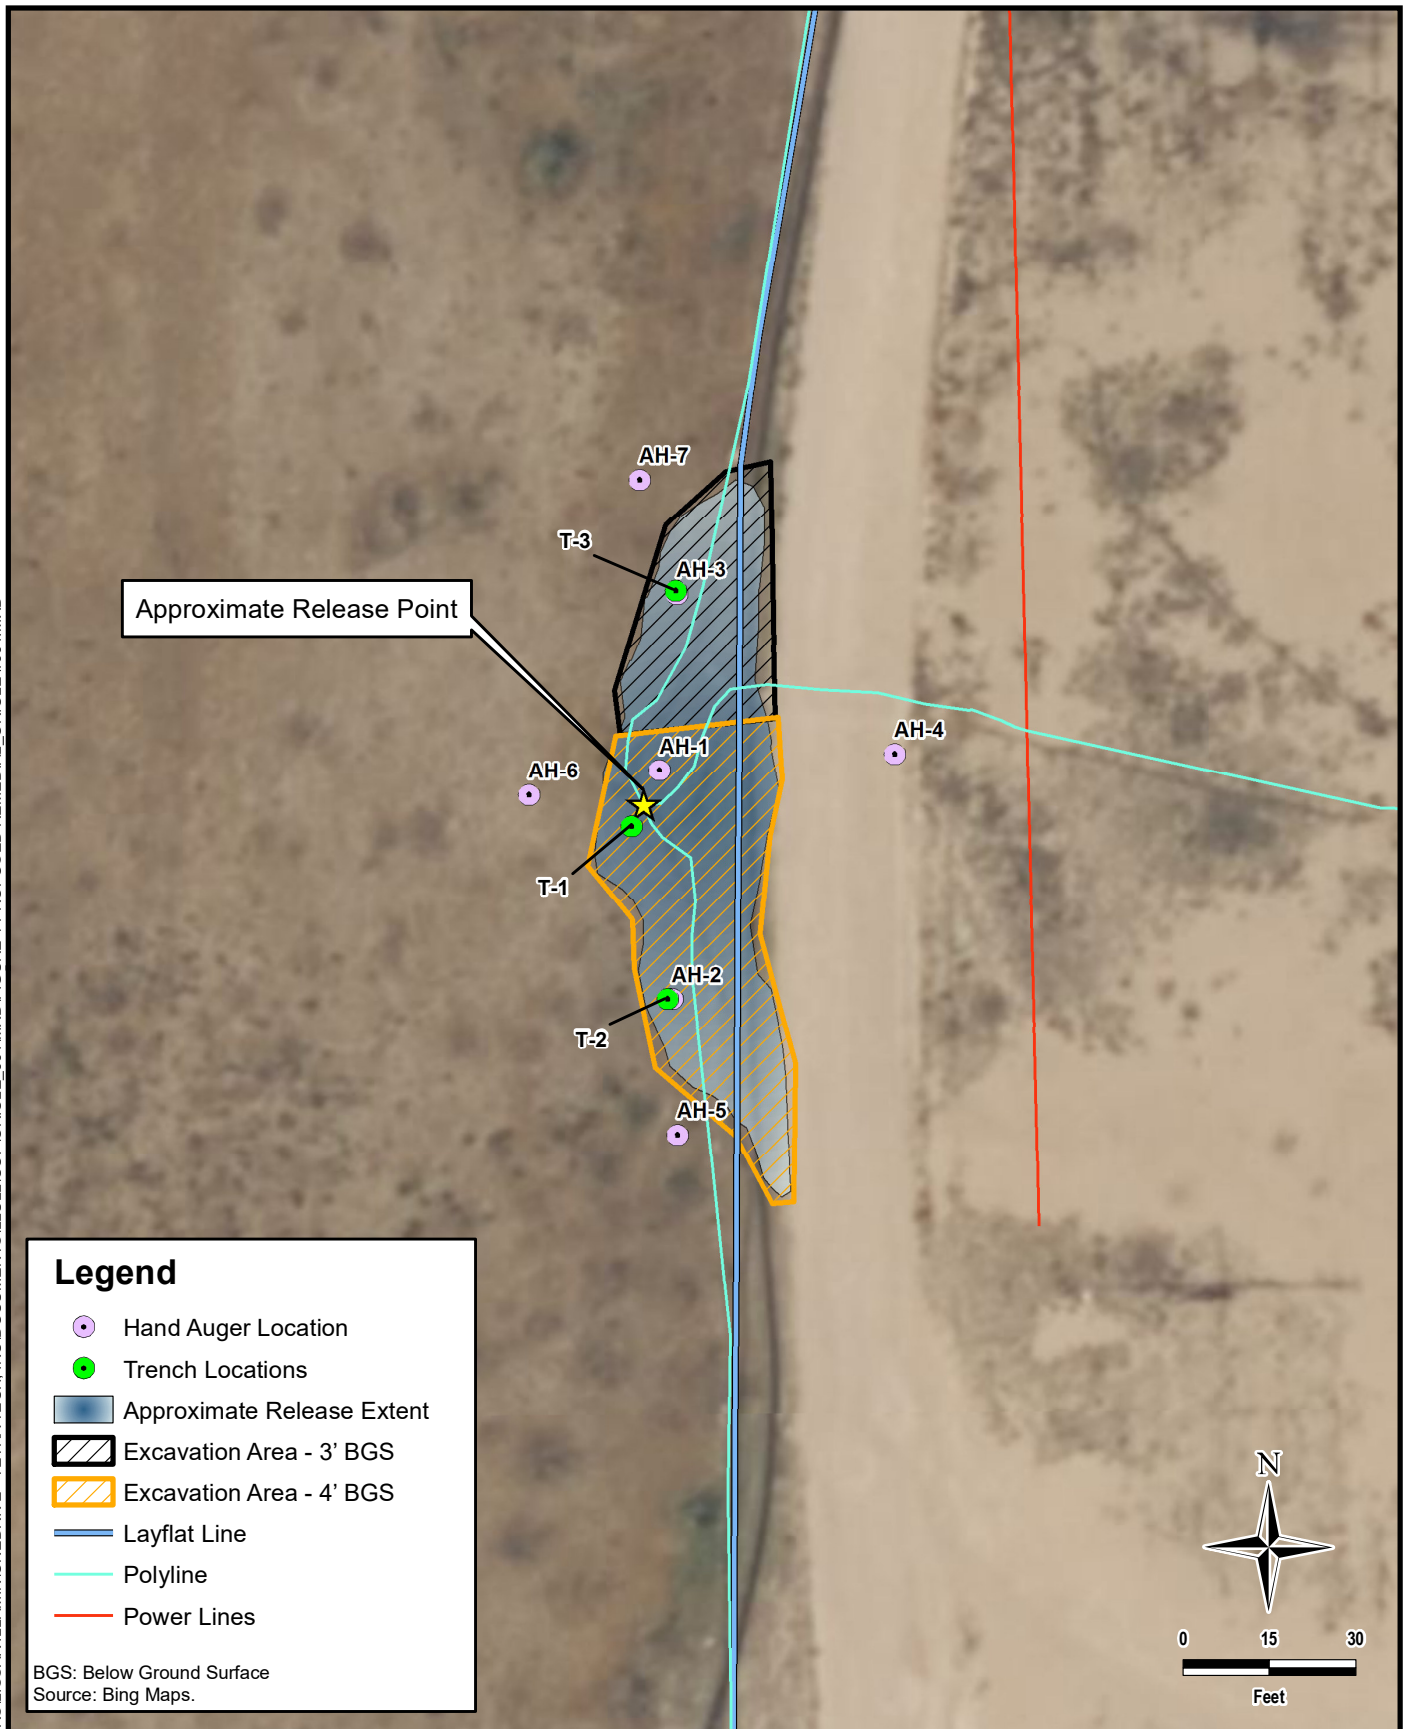 AH-7
T-3
AH-3
Approximate Release Point
AH-4
AH-1
AH-6
T-1
AH-2
T-2
AH-5
Legend
Hand Auger Location
Trench Locations
Approximate Release Extent
Excavation Area - 3’ BGS
Excavation Area - 4’ BGS
Layflat Line
Polyline
Power Lines
BGS: Below Ground Surface
Source: Bing Maps.
N
0 15 30
Feet